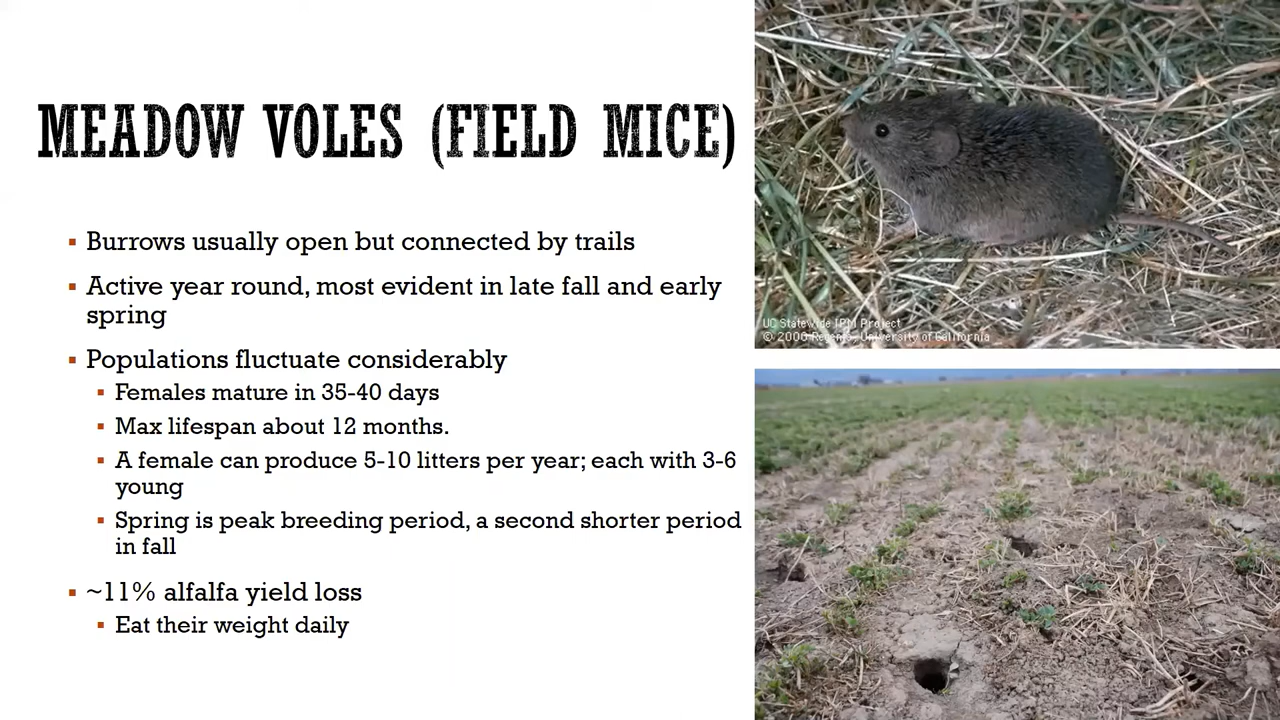 MEADOW VOLES (FIELD MICE)
▪ Burrows usually open but connected by trails
▪ Active year round, most evident in late fall and early
spring
▪ Populations fluctuate considerably
▪ Females mature in 35-40 days
▪ Max lifespan about 12 months.
▪ A female can produce 5-10 litters per year; each with 3-6
young
▪ Spring is peak breeding period, a second shorter period
in fall
▪ ~11% alfalfa yield loss
▪ Eat their weight daily
UC Statewide IPM Project
© 2000 Regents, University of California